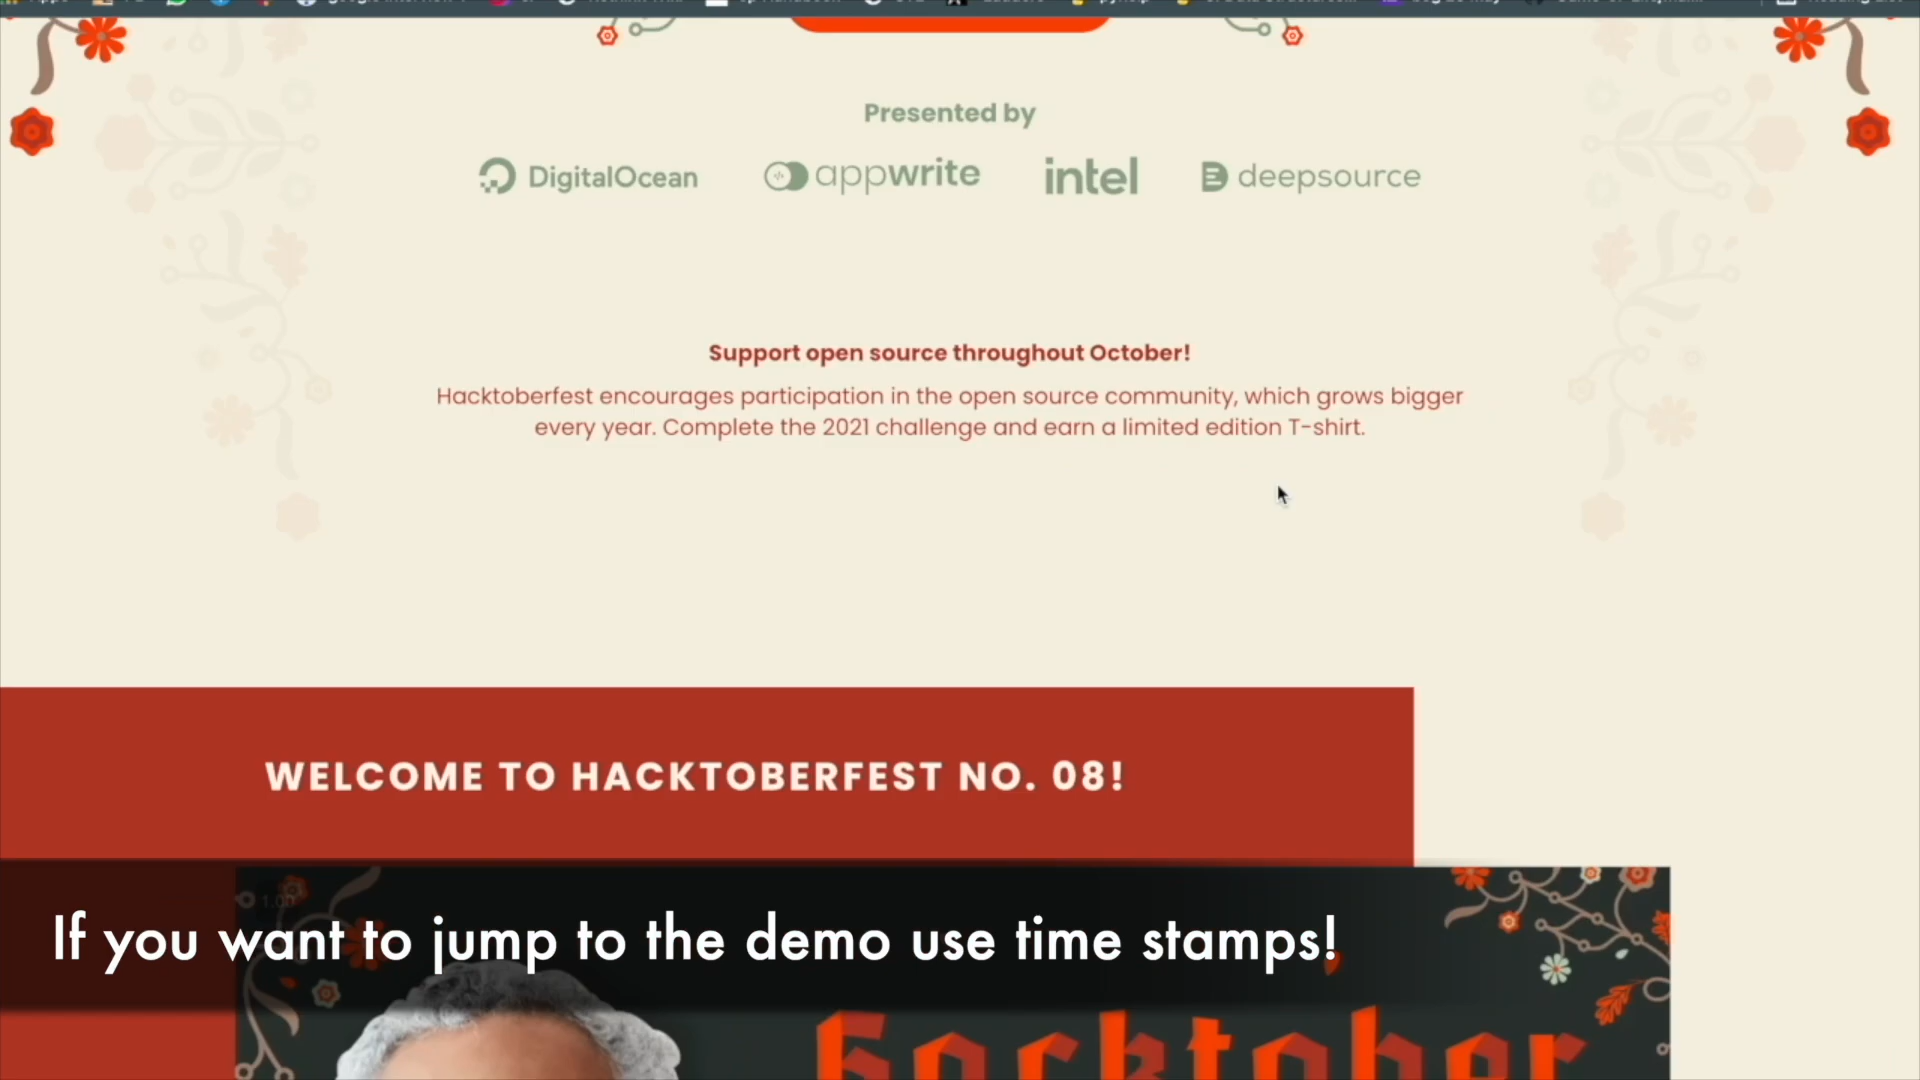 Presented by
DigitalOcean appwrite intel deepsource
Support open source throughout October!
Hacktoberfest encourages participation in the open source community, which grows bigger
every year. Complete the 2021 challenge and earn a limited edition T-shirt.
WELCOME TO HACKTOBERFEST NO. 08!
If you want to jump to the demo use time stamps!
hacktober